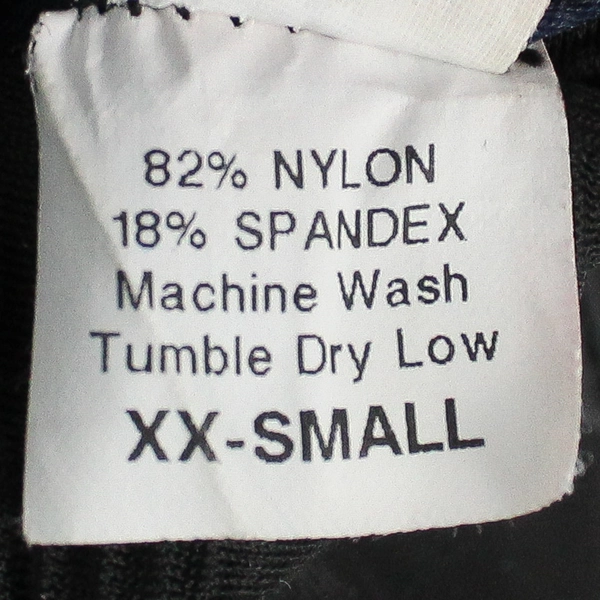 82% NYLON
18% SPANDEX
Machine Wash
Tumble Dry Low
XX-SMALL